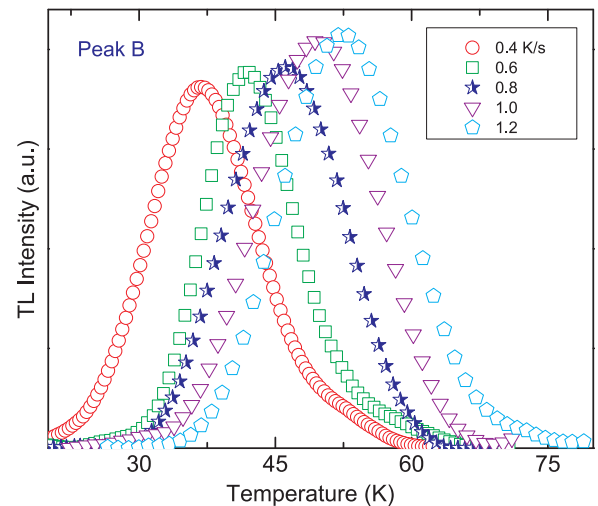 Peak B
0.4 K/s
0.6
0.8
1.0
1.2
TL Intensity (a.u.)
30 45 60 75
Temperature (K)